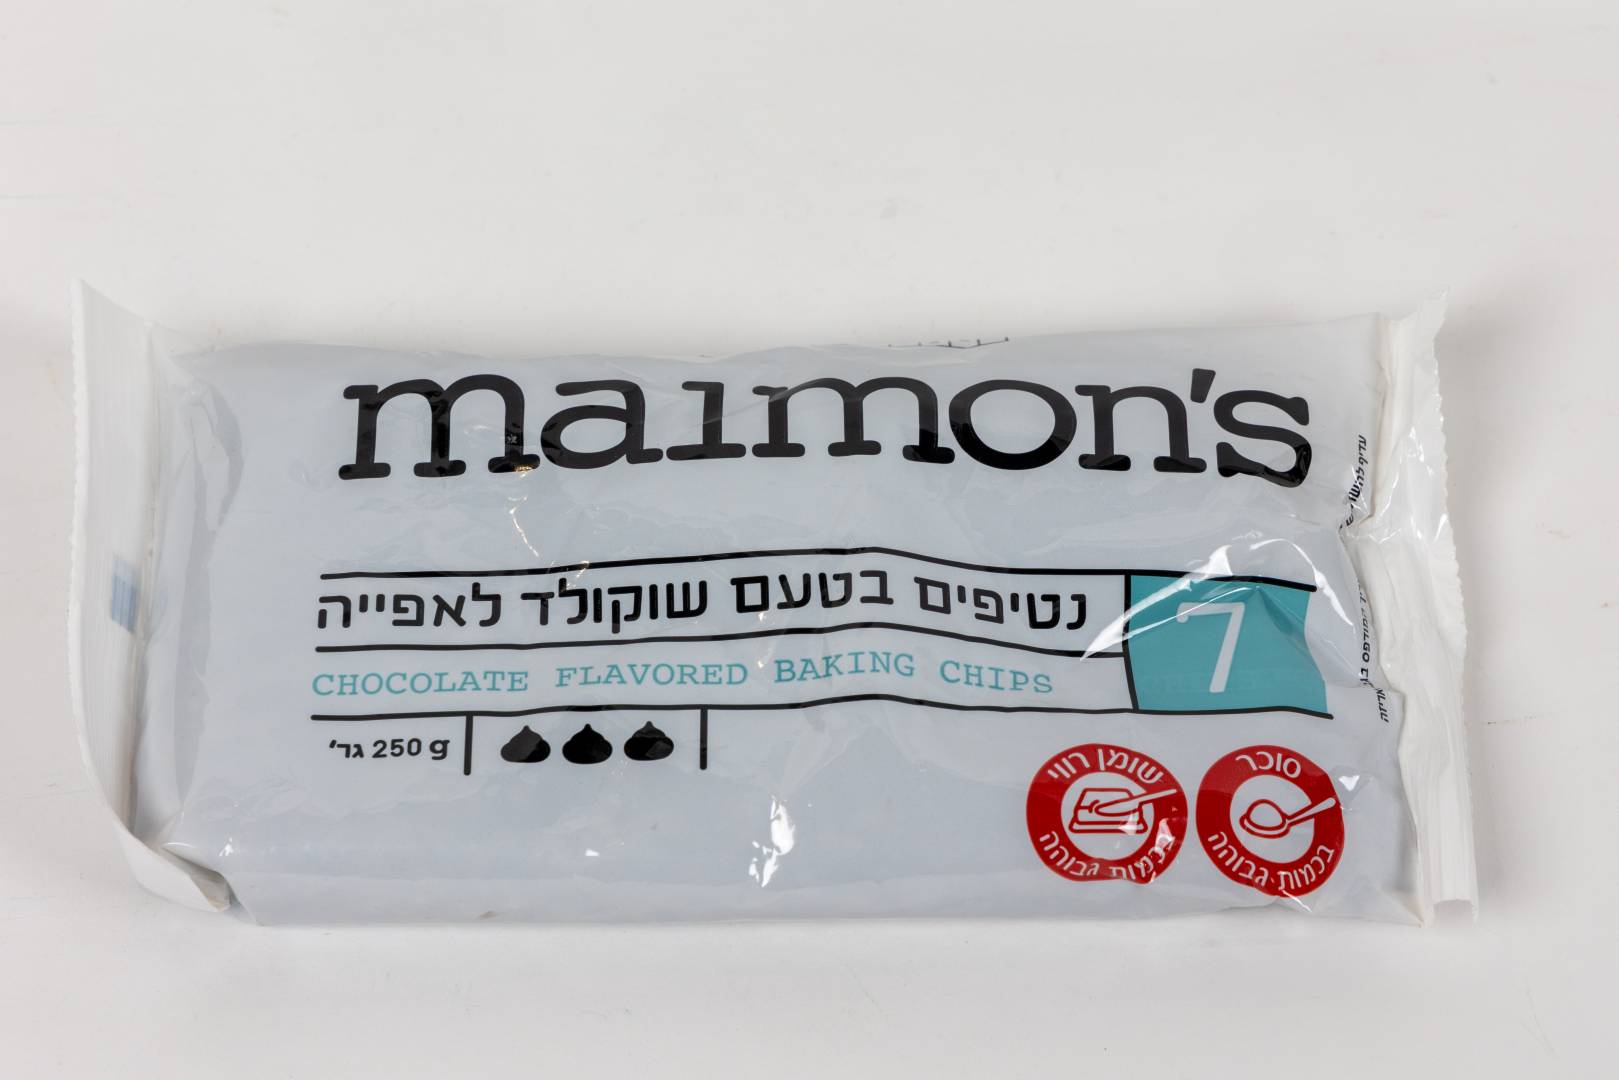 maimon's
נטיפים בטעם שוקולד לאפייה
7
CHOCOLATE FLAVORED BAKING CHIPS
250 g גר'
שומן רווי
בכמות גבוהה
סוכר
בכמות גבוהה